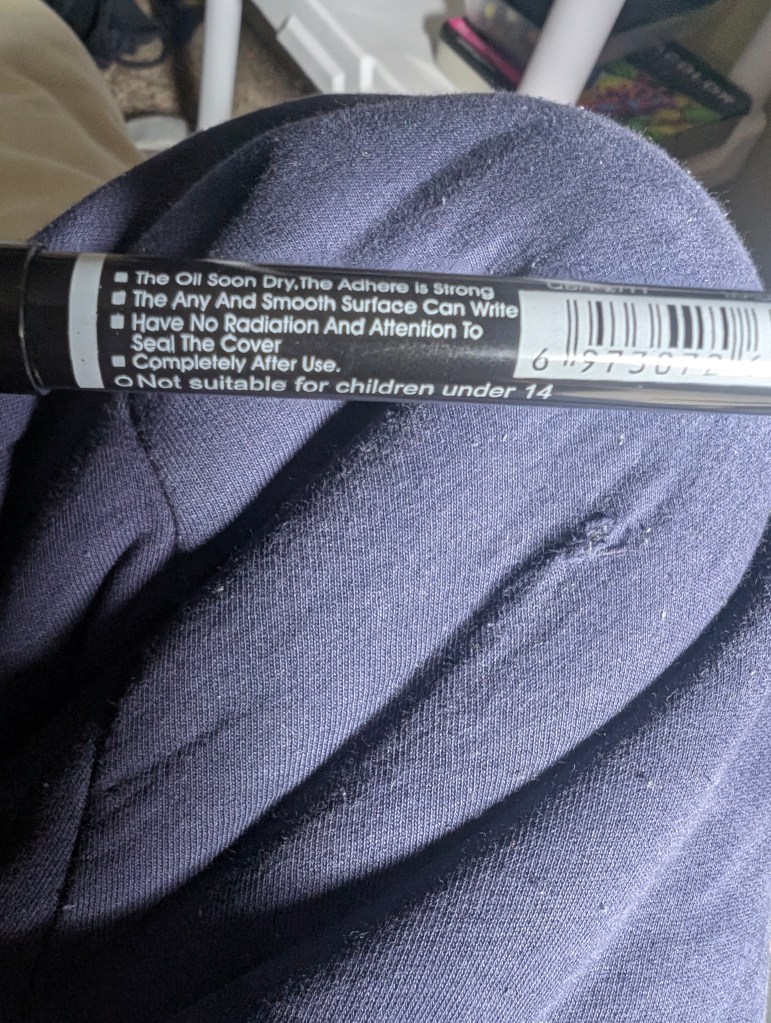 ■ The Oil Soon Dry,The Adhere Is Strong
■ The Any And Smooth Surface Can Write
■ Have No Radiation And Attention To
Seal The Cover
■ Completely After Use.
O Not suitable for children under 14
COLOR